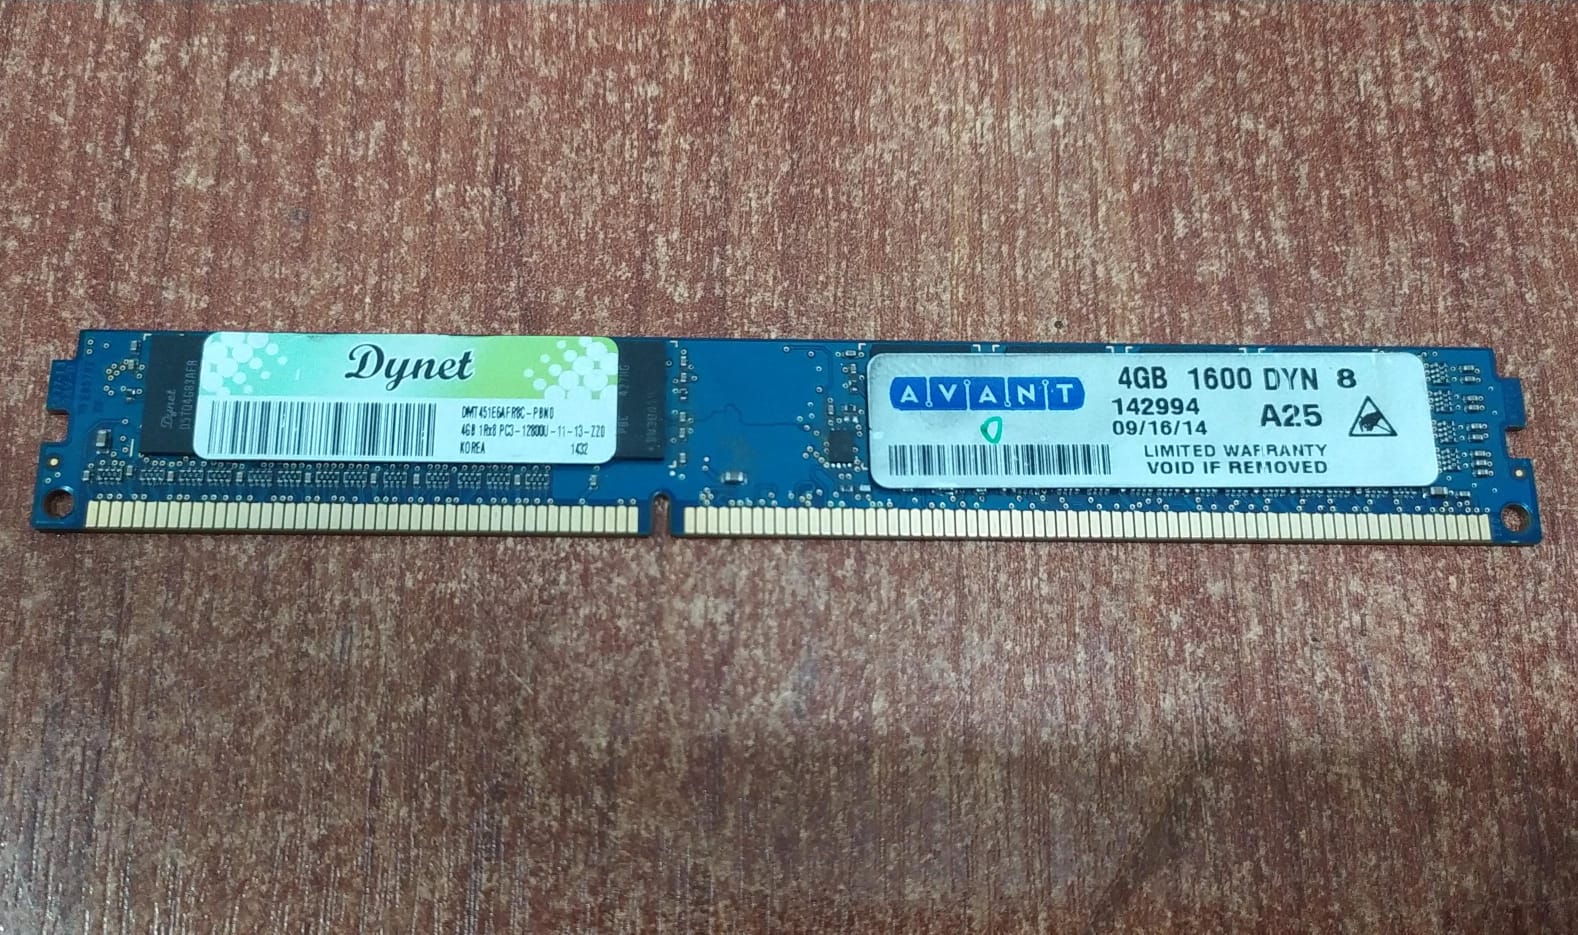 Dynet
DMT451E6AFR8C-PBN0
4GB 1Rx8 PC3-12800U-11-13-ZZ0
KOREA 1432
AVANT
4GB 1600 DYN 8
142994
09/16/14
A25
LIMITED WARRANTY
VOID IF REMOVED
Dynet